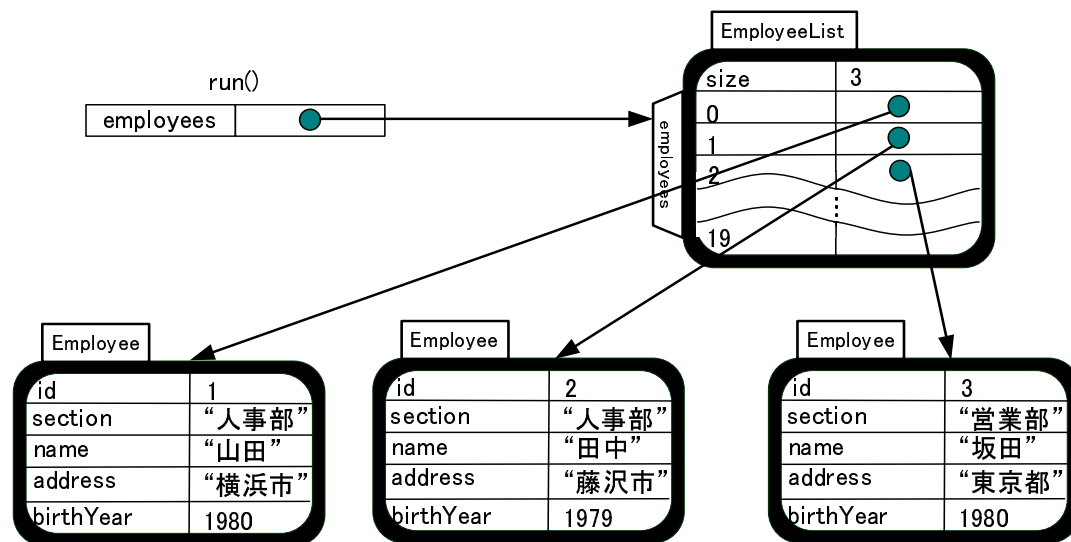 EmployeeList
size 3
0
1
2
19
employees
run()
employees
Employee
id 1
section “人事部”
name “山田”
address “横浜市”
birthYear 1980
Employee
id 2
section “人事部”
name “田中”
address “藤沢市”
birthYear 1979
Employee
id 3
section “営業部”
name “坂田”
address “東京都”
birthYear 1980